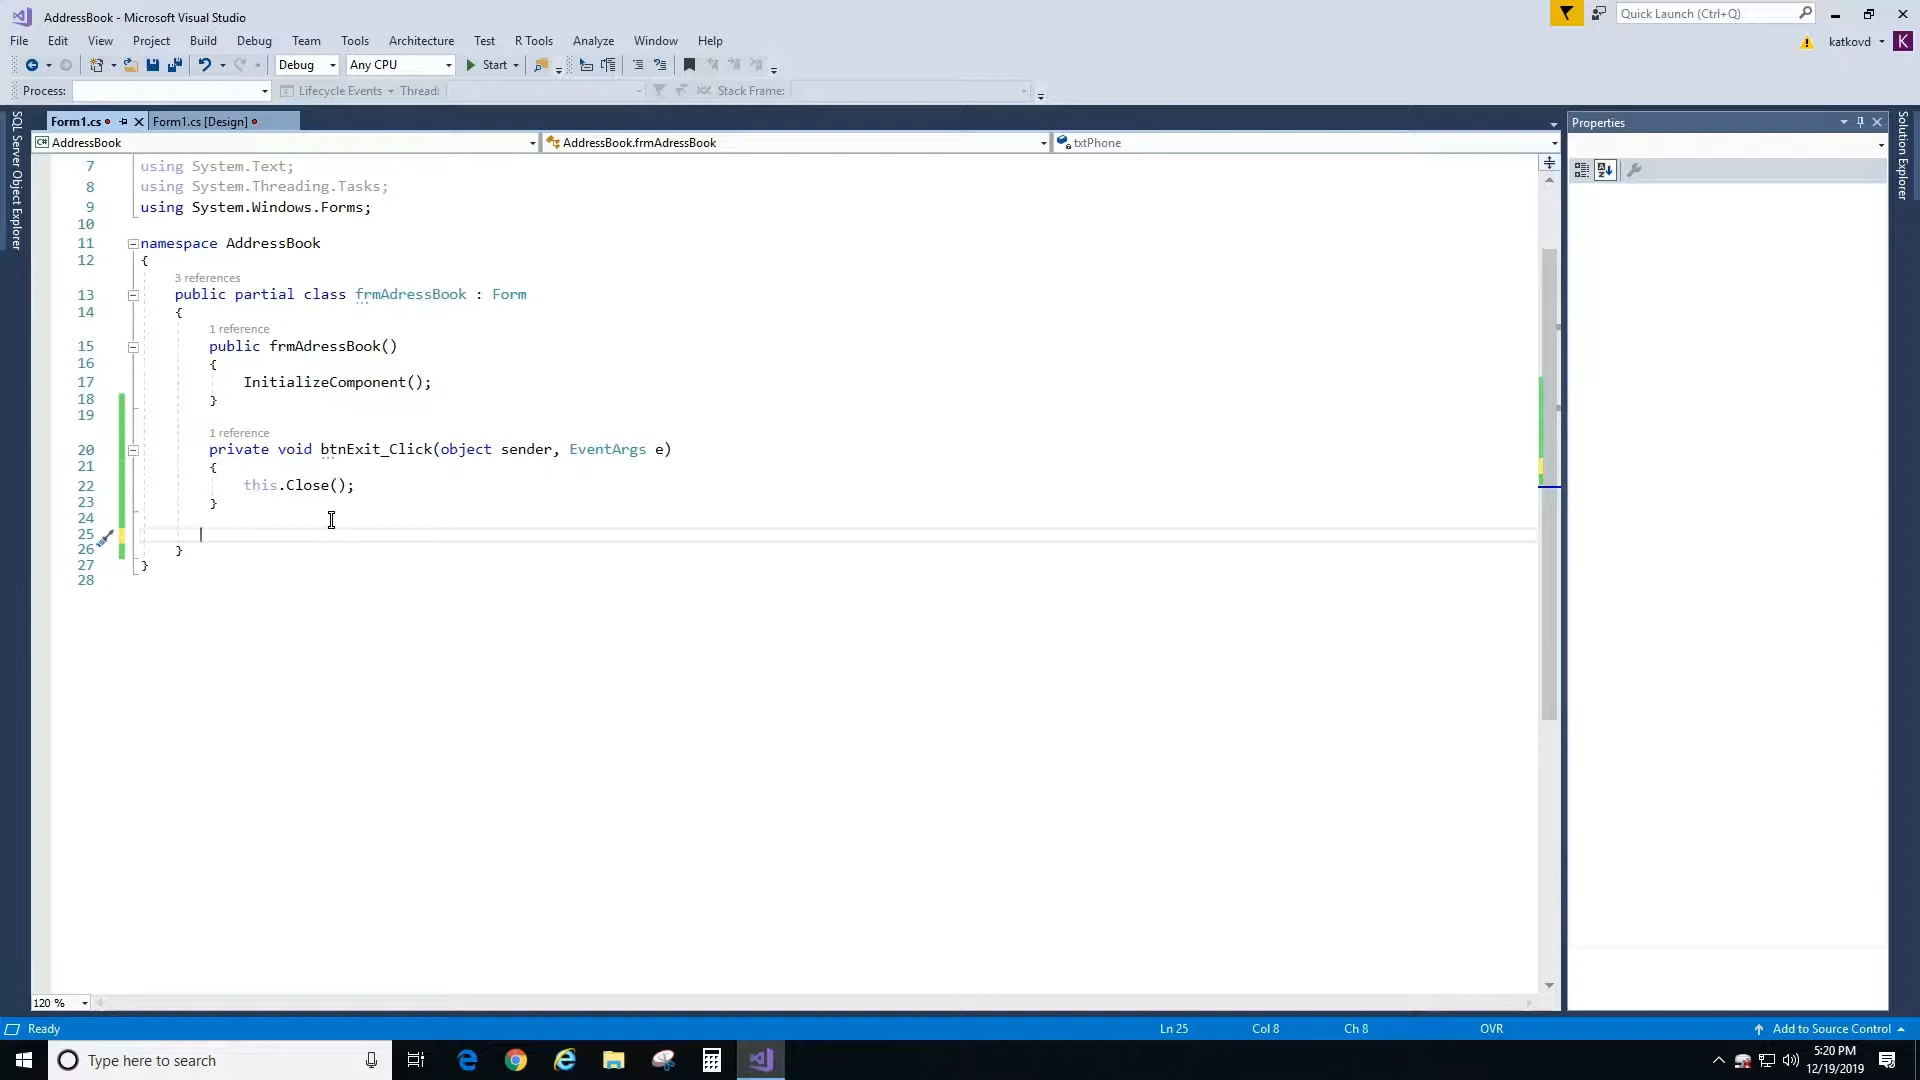 AddressBook - Microsoft Visual Studio
Quick Launch (Ctrl+Q)
File Edit View Project Build Debug Team Tools Architecture Test R Tools Analyze Window Help
katkovd K
Debug Any CPU Start
Process: Lifecycle Events Thread: Stack Frame:
SQL Server Object Explorer
Form1.cs Form1.cs [Design]
Properties
Solution Explorer
C# AddressBook AddressBook.frmAdressBook txtPhone
7 using System.Text;
8 using System.Threading.Tasks;
9 using System.Windows.Forms;
10
11 namespace AddressBook
12 {
3 references
13 public partial class frmAdressBook : Form
14 {
1 reference
15 public frmAdressBook()
16 {
17 InitializeComponent();
18 }
19
1 reference
20 private void btnExit_Click(object sender, EventArgs e)
21 {
22 this.Close();
23 }
24
25
26 }
27 }
28
120 %
Ready Ln 25 Col 8 Ch 8 OVR Add to Source Control
Type here to search
5:20 PM
12/19/2019